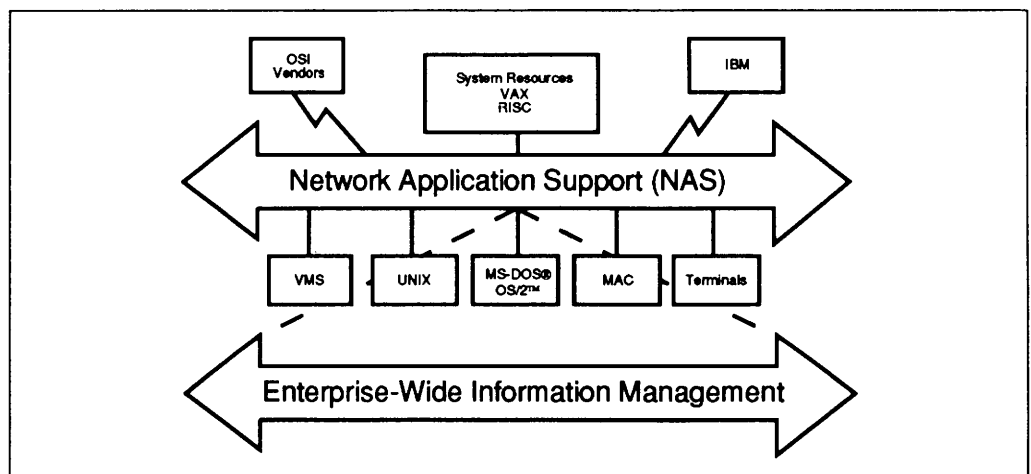 OSI
Vendors
System Resources
VAX
RISC
IBM
Network Application Support (NAS)
VMS
UNIX
MS-DOS®
OS/2™
MAC
Terminals
Enterprise-Wide Information Management